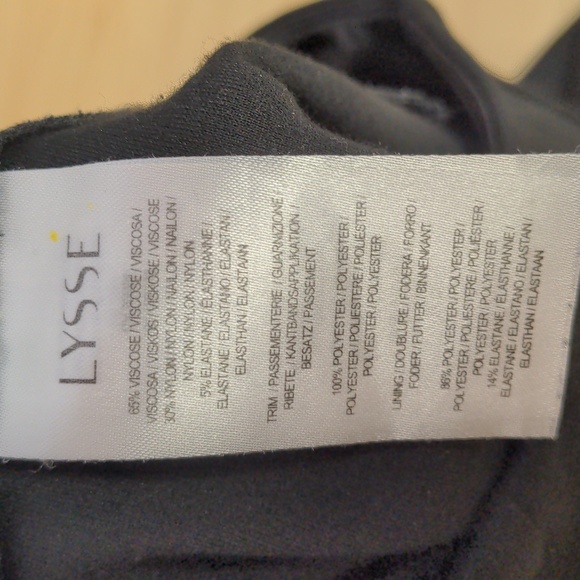 LYSSÉ
65% VISCOSE / VISCOSE / VISCOSA /
VISCOSA / VISKOS / VISKOSE / VISCOSE
30% NYLON / NYLON / NAILON / NAILON /
NYLON / NYLON / NYLON
5% ELASTANE / ÉLASTHANNE /
ELASTANE / ELASTANO / ELASTAN /
ELASTHAN / ELASTAAN
TRIM / PASSEMENTERIE / GUARNIZIONE /
RIBETE / KANTBANDSAPPLIKATION /
BESATZ / PASSEMENT
100% POLYESTER / POLYESTER /
POLYESTER / POLIESTERE / POLIÉSTER /
POLYESTER / POLYESTER
LINING / DOUBLURE / FODERA / FORRO /
FODER / FUTTER / BINNENKANT
86% POLYESTER / POLYESTER /
POLYESTER / POLIESTERE / POLIÉSTER /
POLYESTER / POLYESTER
14% ELASTANE / ÉLASTHANNE /
ELASTANE / ELASTANO / ELASTAN /
ELASTHAN / ELASTAAN